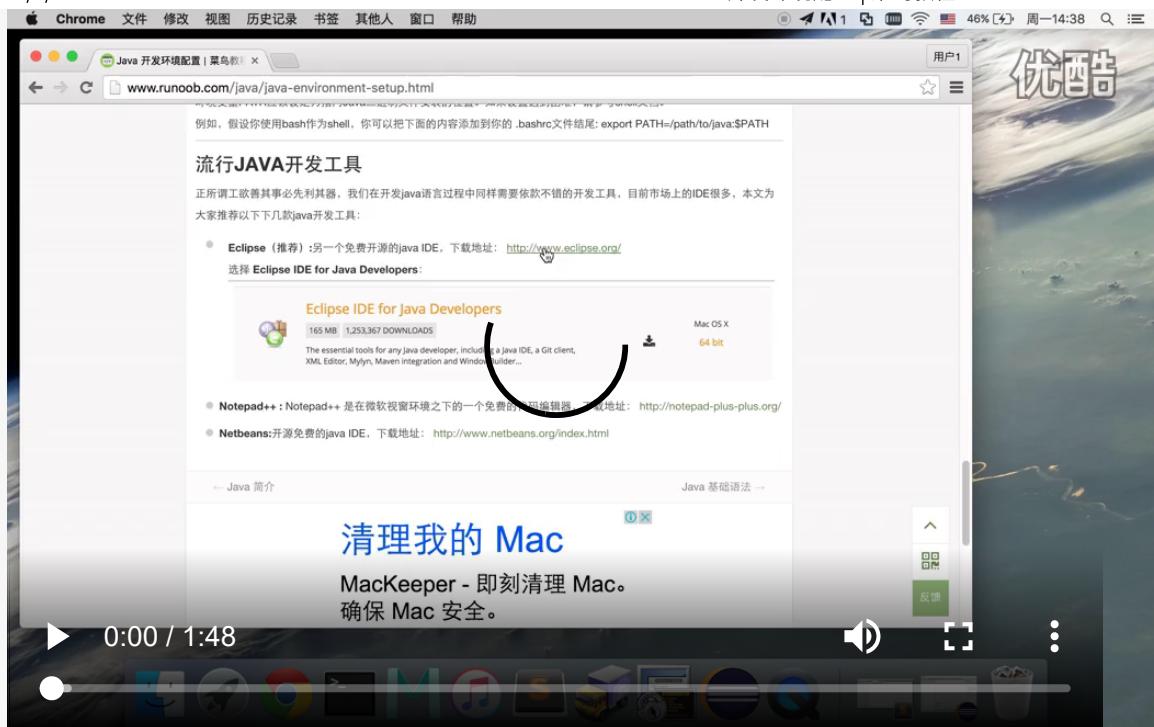 Chrome 文件 修改 视图 历史记录 书签 其他人 窗口 帮助 1 46% 周一14:38
优酷
Java 开发环境配置 | 菜鸟教 × 用户1
www.runoob.com/java/java-environment-setup.html
例如，假设你使用bash作为shell，你可以把下面的内容添加到你的 .bashrc文件结尾: export PATH=/path/to/java:$PATH
流行JAVA开发工具
正所谓工欲善其事必先利其器，我们在开发java语言过程中同样需要依款不错的开发工具，目前市场上的IDE很多，本文为
大家推荐以下下几款java开发工具：
Eclipse（推荐）:另一个免费开源的java IDE，下载地址： http://www.eclipse.org/
选择 Eclipse IDE for Java Developers：
Eclipse IDE for Java Developers
165 MB 1,253,367 DOWNLOADS
The essential tools for any Java developer, including a Java IDE, a Git client,
XML Editor, Mylyn, Maven integration and WindowBuilder...
Mac OS X
64 bit
Notepad++ : Notepad++ 是在微软视窗环境之下的一个免费的代码编辑器，下载地址： http://notepad-plus-plus.org/
Netbeans:开源免费的java IDE，下载地址： http://www.netbeans.org/index.html
← Java 简介 Java 基础语法 →
清理我的 Mac
MacKeeper - 即刻清理 Mac。
确保 Mac 安全。
反馈
0:00 / 1:48